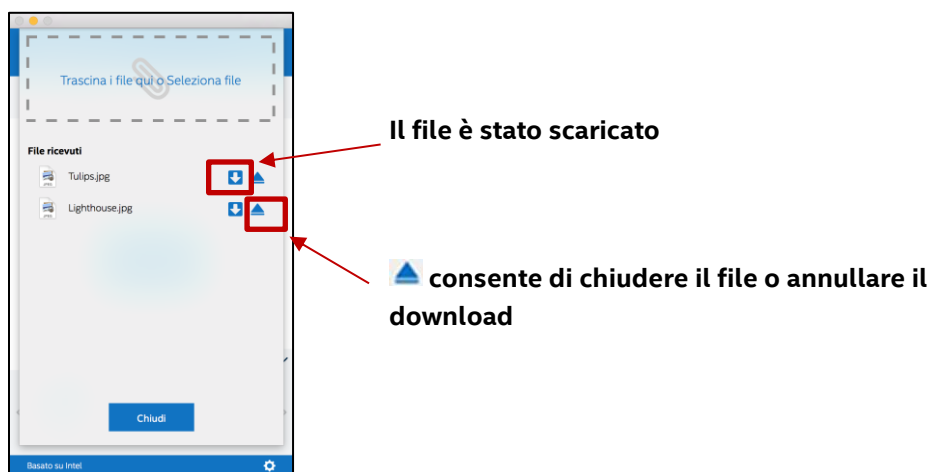 Trascina i file qui o Seleziona file
File ricevuti
Tulips.jpg
Lighthouse.jpg
Chiudi
Basato su Intel
Il file è stato scaricato
consente di chiudere il file o annullare il
download